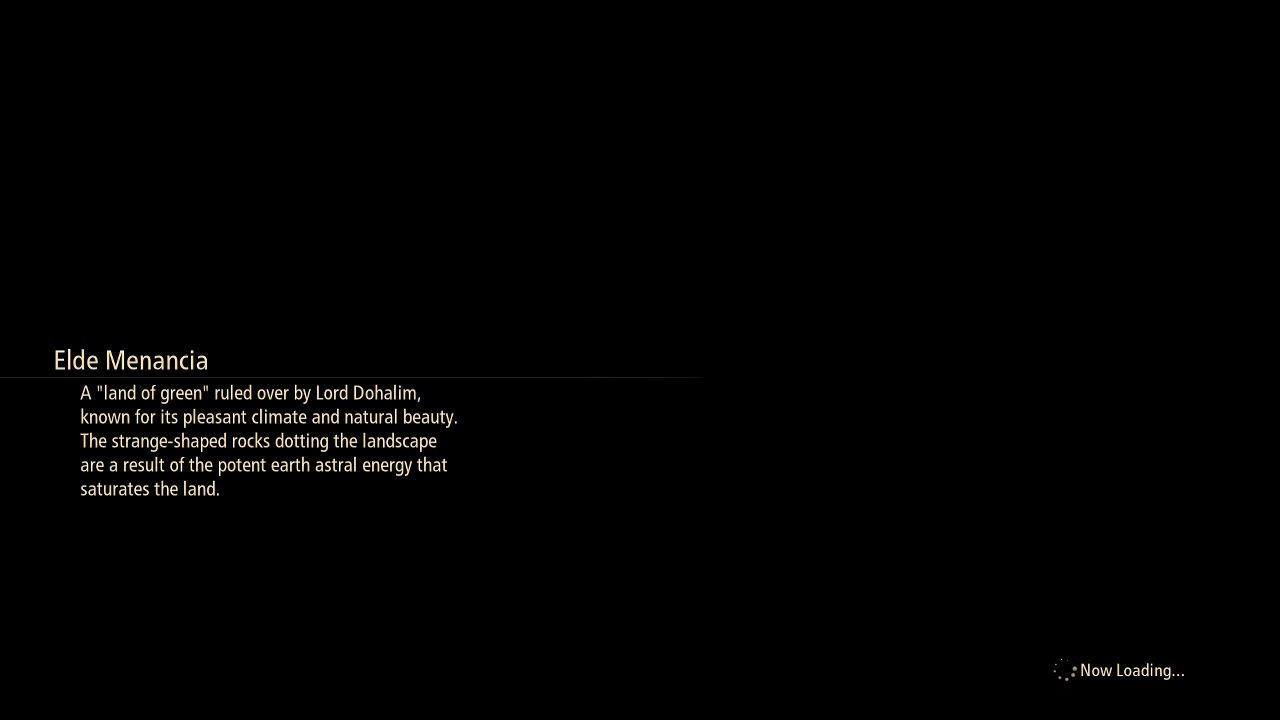 Elde Menancia
A "land of green" ruled over by Lord Dohalim,
known for its pleasant climate and natural beauty.
The strange-shaped rocks dotting the landscape
are a result of the potent earth astral energy that
saturates the land.
Now Loading...